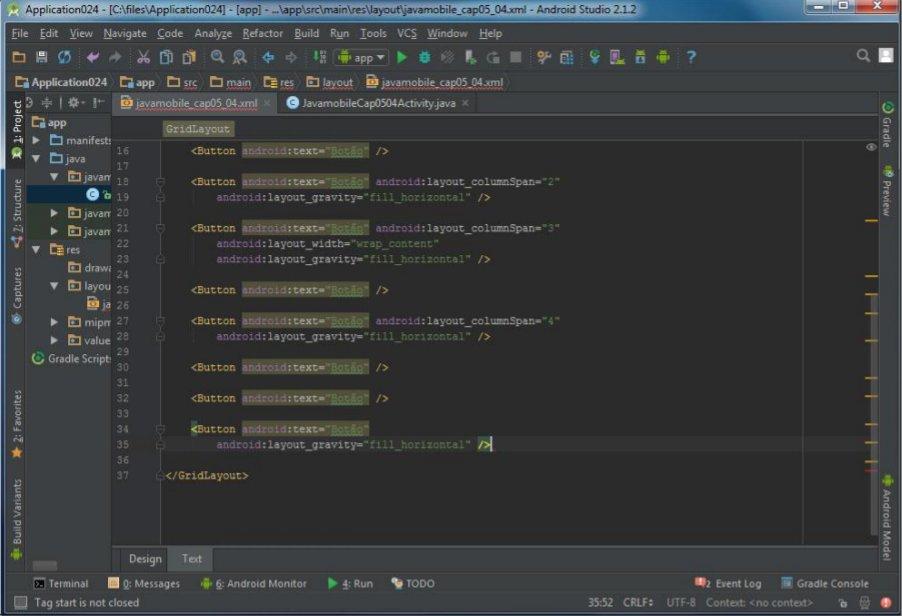 Application024 - [C:\files\Application024] - [app] - ...\app\src\main\res\layout\javamobile_cap05_04.xml - Android Studio 2.1.2
File Edit View Navigate Code Analyze Refactor Build Run Tools VCS Window Help
app
Application024 app src main res layout javamobile_cap05_04.xml
javamobile_cap05_04.xml JavamobileCap0504Activity.java
1: Project
app
manifests
java
javam
javam
javam
res
drawa
layou
ja
mipm
value
Gradle Scripts
Z: Structure
Captures
2: Favorites
Build Variants
GridLayout
16 <Button android:text="Botão" />
17
18 <Button android:text="Botão" android:layout_columnSpan="2"
19 android:layout_gravity="fill_horizontal" />
20
21 <Button android:text="Botão" android:layout_columnSpan="3"
22 android:layout_width="wrap_content"
23 android:layout_gravity="fill_horizontal" />
24
25 <Button android:text="Botão" />
26
27 <Button android:text="Botão" android:layout_columnSpan="4"
28 android:layout_gravity="fill_horizontal" />
29
30 <Button android:text="Botão" />
31
32 <Button android:text="Botão" />
33
34 <Button android:text="Botão"
35 android:layout_gravity="fill_horizontal" />
36
37 </GridLayout>
Gradle
Preview
Android Model
Design Text
Terminal 0: Messages 6: Android Monitor 4: Run TODO 2 Event Log Gradle Console
Tag start is not closed 35:52 CRLF UTF-8 Context: <no context>